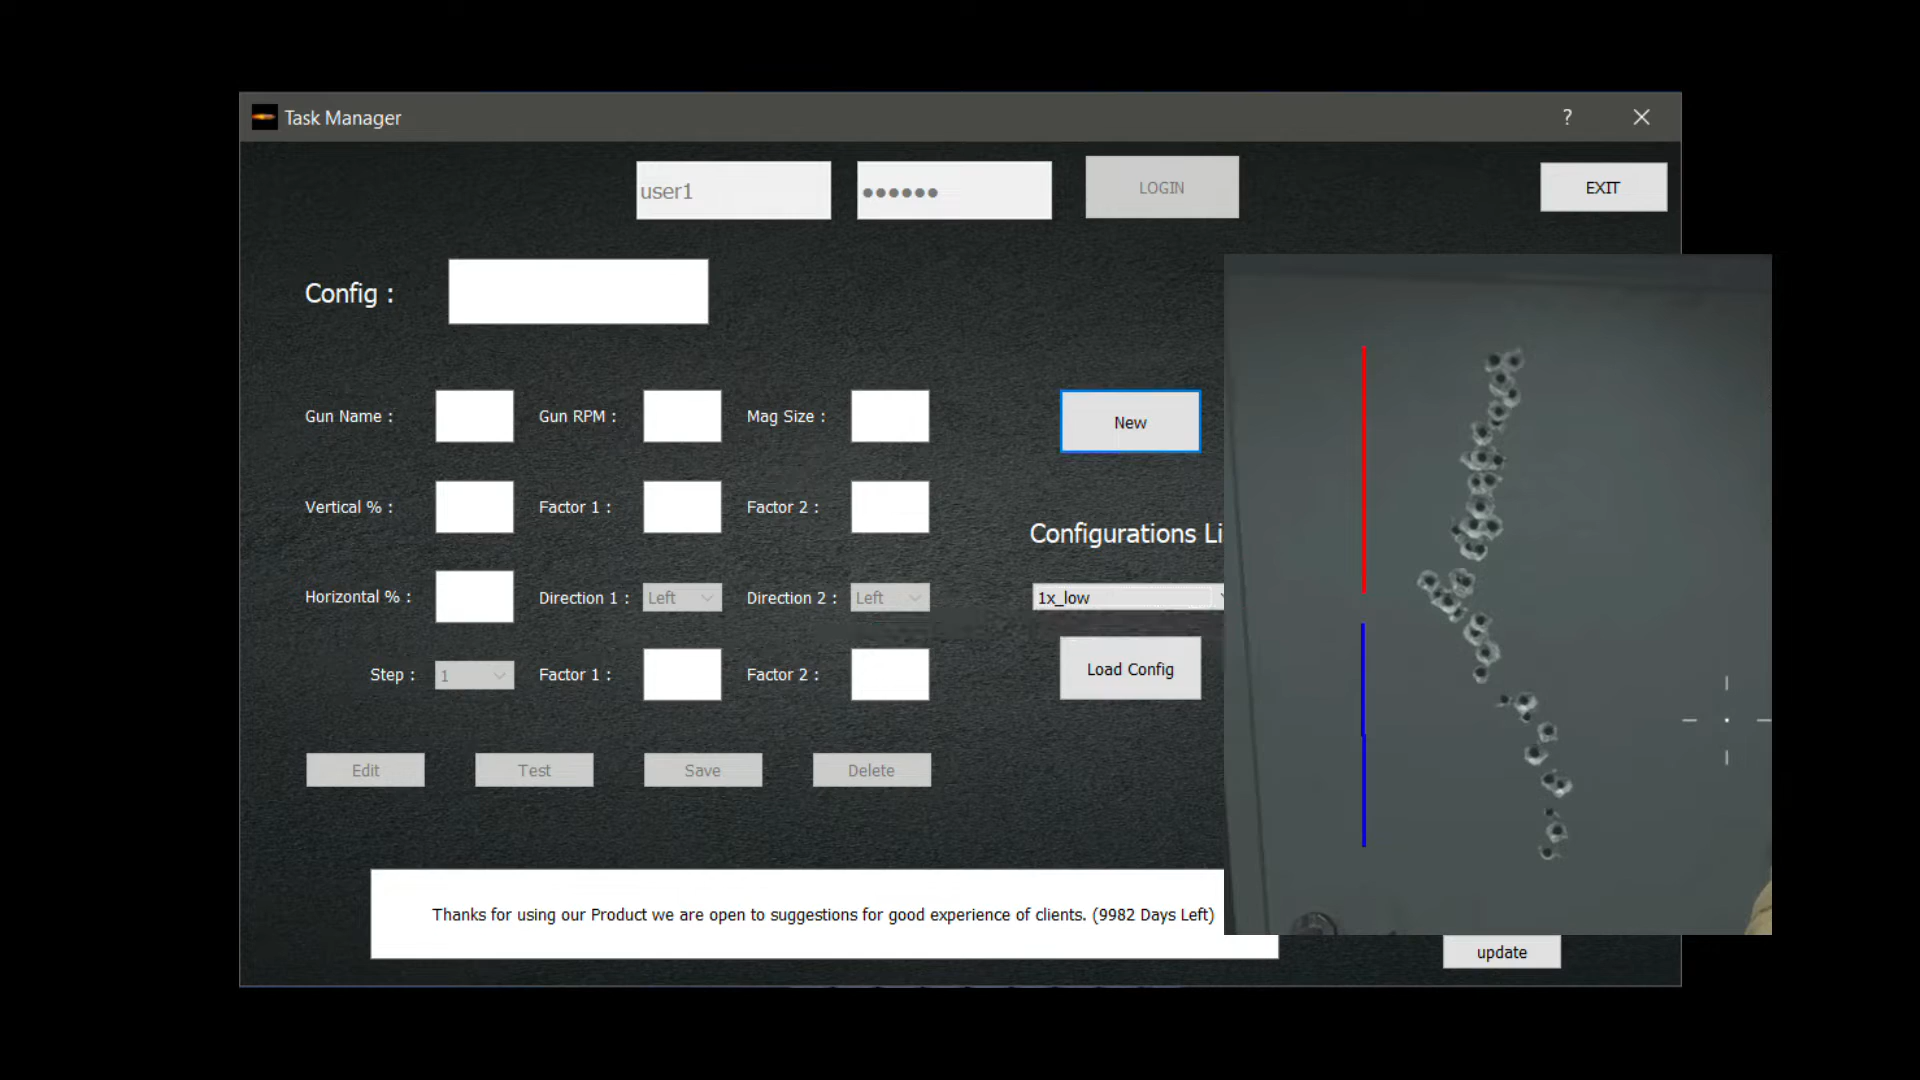 Task Manager
?
user1
LOGIN
EXIT
Config :
Gun Name :
Gun RPM :
Mag Size :
New
Vertical % :
Factor 1 :
Factor 2 :
Configurations Li
Horizontal % :
Direction 1 :
Left
Direction 2 :
Left
1x_low
Step :
1
Factor 1 :
Factor 2 :
Load Config
Edit
Test
Save
Delete
Thanks for using our Product we are open to suggestions for good experience of clients. (9982 Days Left)
update